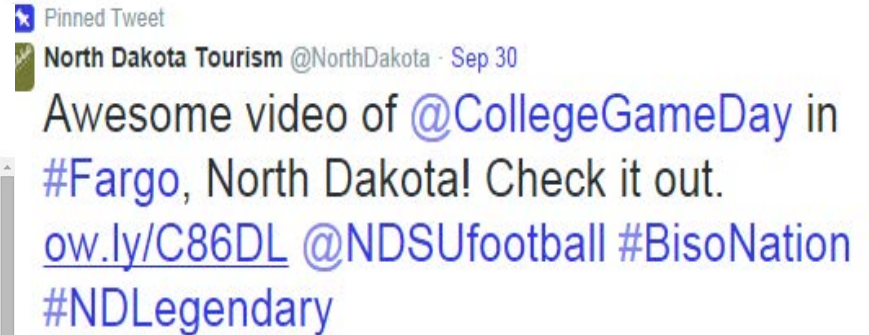 Pinned Tweet
North Dakota Tourism @NorthDakota · Sep 30
Awesome video of @CollegeGameDay in
#Fargo, North Dakota! Check it out.
ow.ly/C86DL @NDSUfootball #BisoNation
#NDLegendary